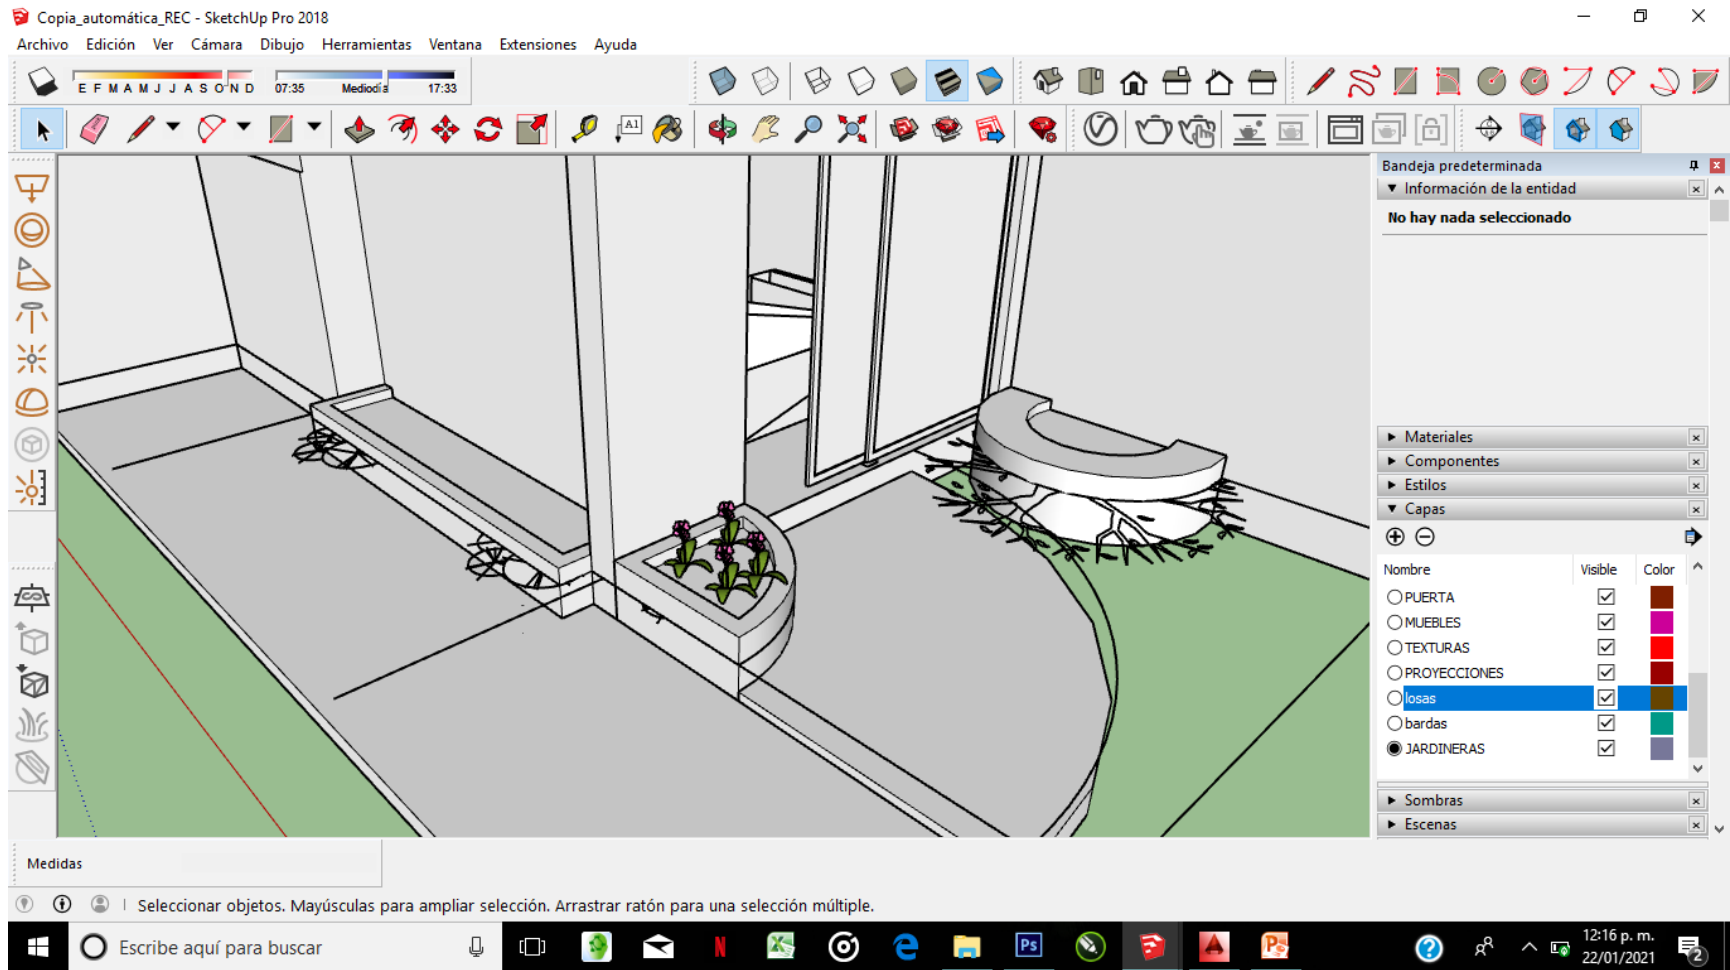 Copia_automática_REC - SketchUp Pro 2018
Archivo Edición Ver Cámara Dibujo Herramientas Ventana Extensiones Ayuda
E F M A M J J A S O N D 07:35 Mediodía 17:33
A1
Bandeja predeterminada
Información de la entidad
No hay nada seleccionado
Materiales
Componentes
Estilos
Capas
Nombre Visible Color
PUERTA
MUEBLES
TEXTURAS
PROYECCIONES
losas
bardas
JARDINERAS
Sombras
Escenas
Medidas
Seleccionar objetos. Mayúsculas para ampliar selección. Arrastrar ratón para una selección múltiple.
Escribe aquí para buscar
N
Ps
12:16 p. m.
22/01/2021
2